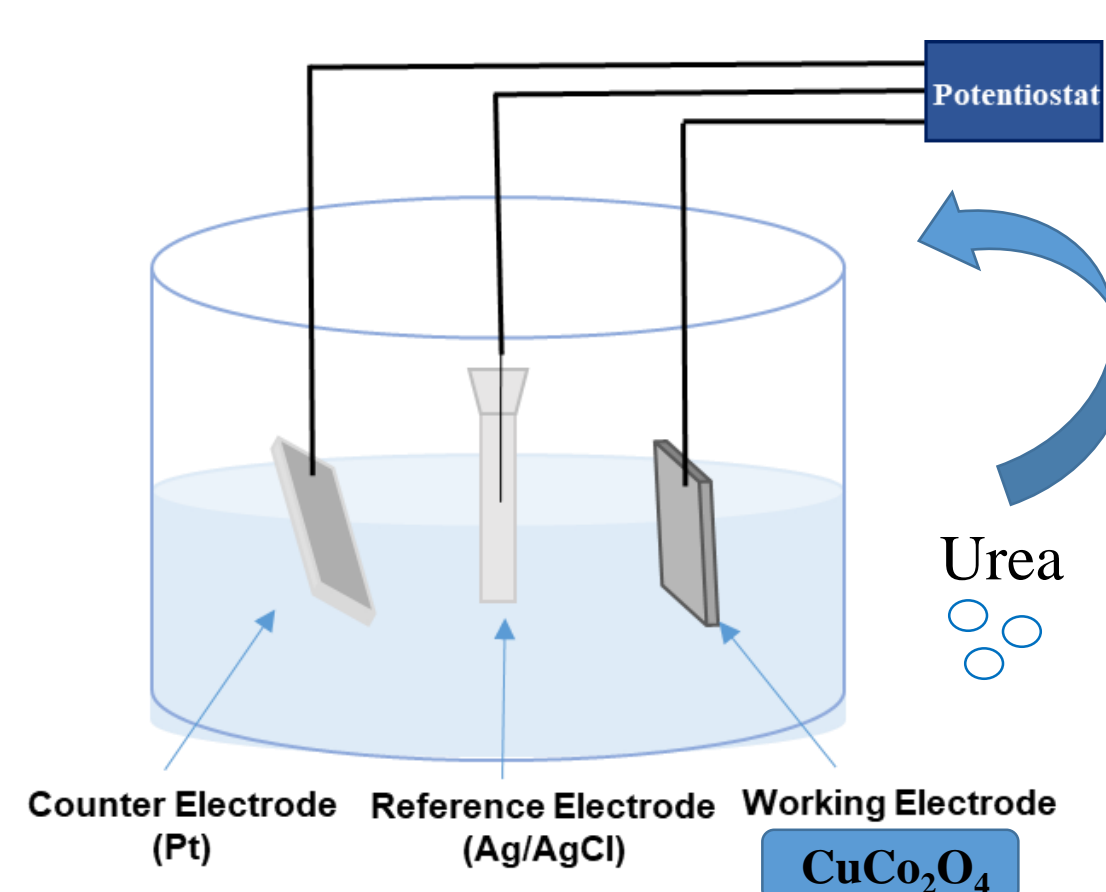 Potentiostat
Urea
Counter Electrode
(Pt)
Reference Electrode
(Ag/AgCl)
Working Electrode
CuCo₂O₄